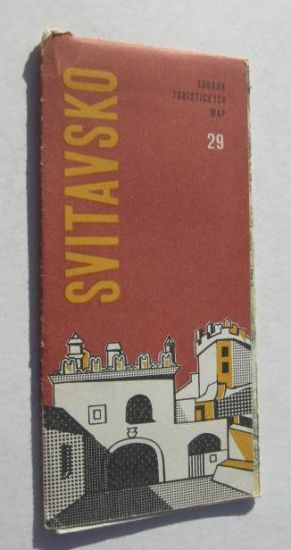 SVITAVSKO
SOUBOR
TURISTICKÝCH
MAP
29